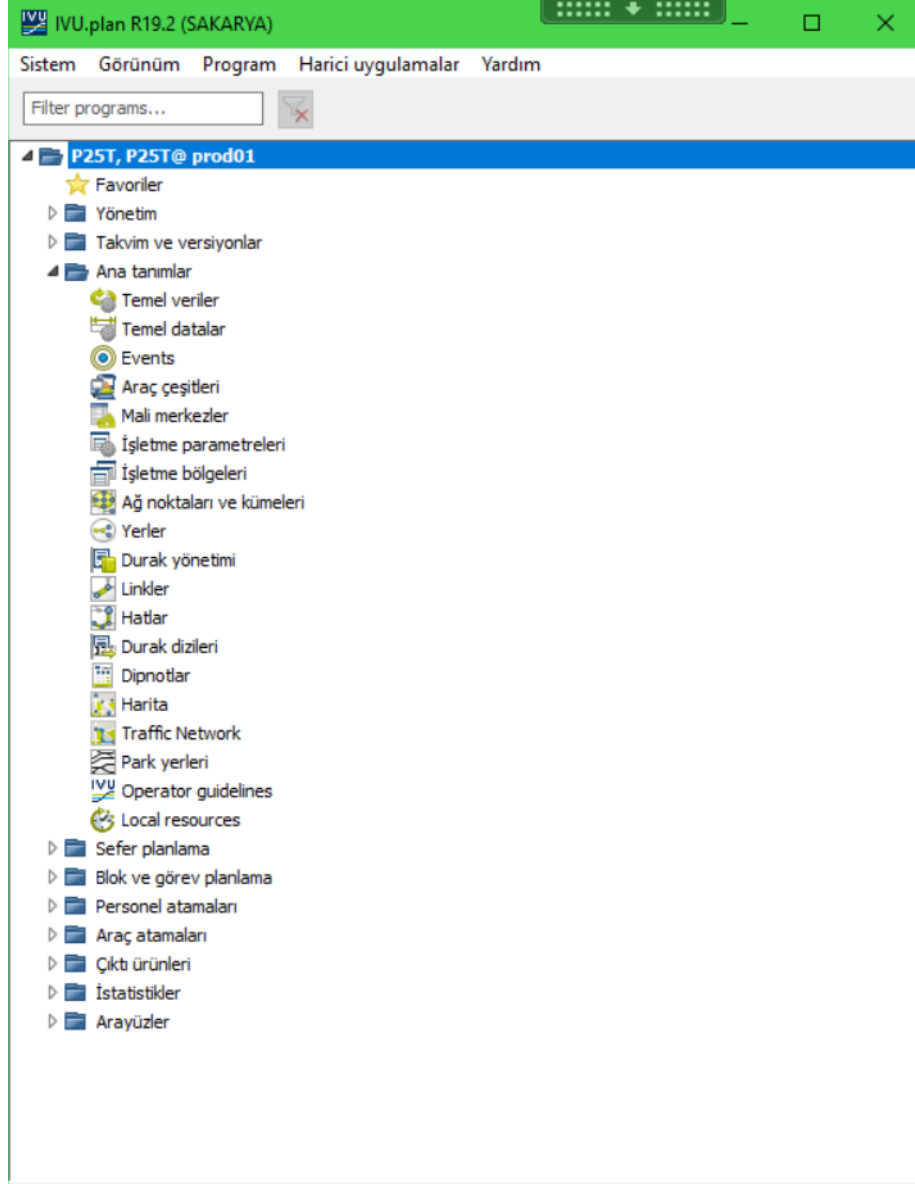 IVU IVU.plan R19.2 (SAKARYA)
Sistem Görünüm Program Harici uygulamalar Yardım
Filter programs...
P25T, P25T@ prod01
Favoriler
Yönetim
Takvim ve versiyonlar
Ana tanımlar
Temel veriler
Temel datalar
Events
Araç çeşitleri
Mali merkezler
İşletme parametreleri
İşletme bölgeleri
Ağ noktaları ve kümeleri
Yerler
Durak yönetimi
Linkler
Hatlar
Durak dizileri
Dipnotlar
Harita
Traffic Network
Park yerleri
IVU Operator guidelines
Local resources
Sefer planlama
Blok ve görev planlama
Personel atamaları
Araç atamaları
Çıktı ürünleri
İstatistikler
Arayüzler